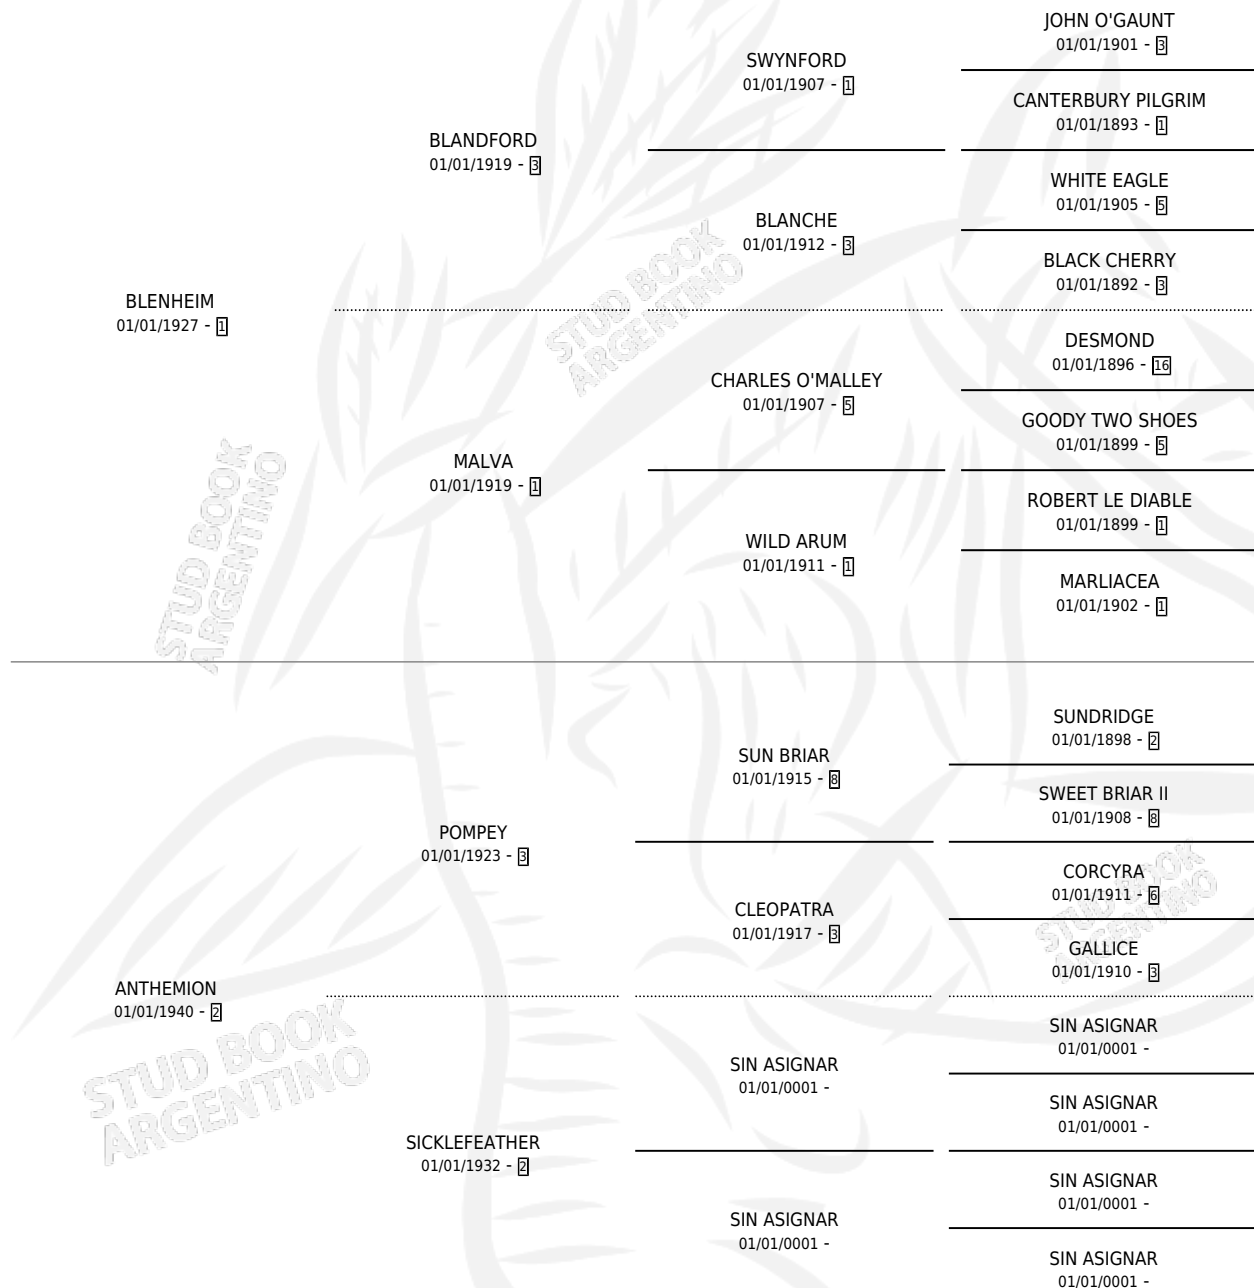 JOHN O'GAUNT
01/01/1901 - 3
SWYNFORD
01/01/1907 - 1
CANTERBURY PILGRIM
01/01/1893 - 1
BLANDFORD
01/01/1919 - 3
WHITE EAGLE
01/01/1905 - 5
BLANCHE
01/01/1912 - 3
BLACK CHERRY
01/01/1892 - 3
BLENHEIM
01/01/1927 - 1
STUD BOOK
ARGENTINO
DESMOND
01/01/1896 - 16
CHARLES O'MALLEY
01/01/1907 - 5
GOODY TWO SHOES
01/01/1899 - 5
MALVA
01/01/1919 - 1
ROBERT LE DIABLE
01/01/1899 - 1
WILD ARUM
01/01/1911 - 1
MARLIACEA
01/01/1902 - 1
STUD BOOK
ARGENTINO
SUNDRIDGE
01/01/1898 - 2
SUN BRIAR
01/01/1915 - 8
SWEET BRIAR II
01/01/1908 - 8
POMPEY
01/01/1923 - 3
CORCYRA
01/01/1911 - 6
CLEOPATRA
01/01/1917 - 3
STUD BOOK
ARGENTINO
GALLICE
01/01/1910 - 3
ANTHEMION
01/01/1940 - 2
STUD BOOK
ARGENTINO
SIN ASIGNAR
01/01/0001 -
SIN ASIGNAR
01/01/0001 -
SIN ASIGNAR
01/01/0001 -
SICKLEFEATHER
01/01/1932 - 2
SIN ASIGNAR
01/01/0001 -
SIN ASIGNAR
01/01/0001 -
SIN ASIGNAR
01/01/0001 -